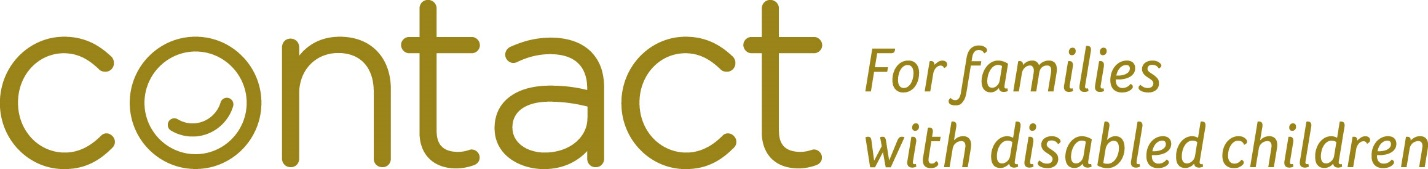 contact
For families
with disabled children